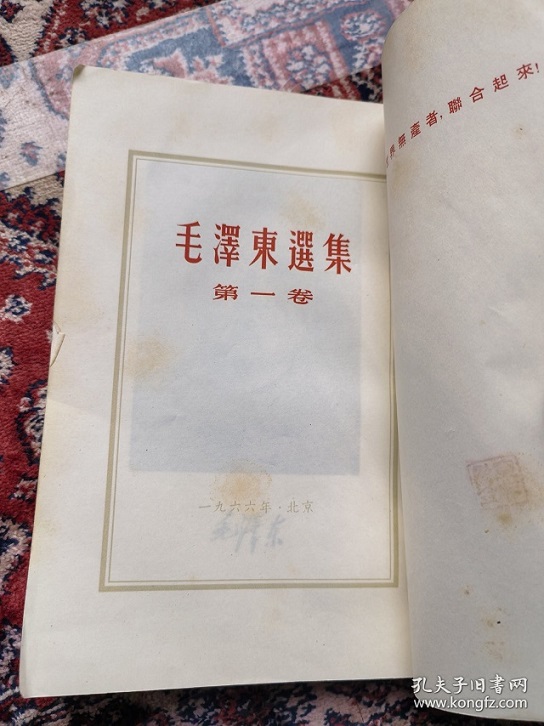 毛澤東選集
第一卷
一九六六年·北京
毛泽东
無產者，聯合起來！
孔夫子旧书网
www.kongfz.com